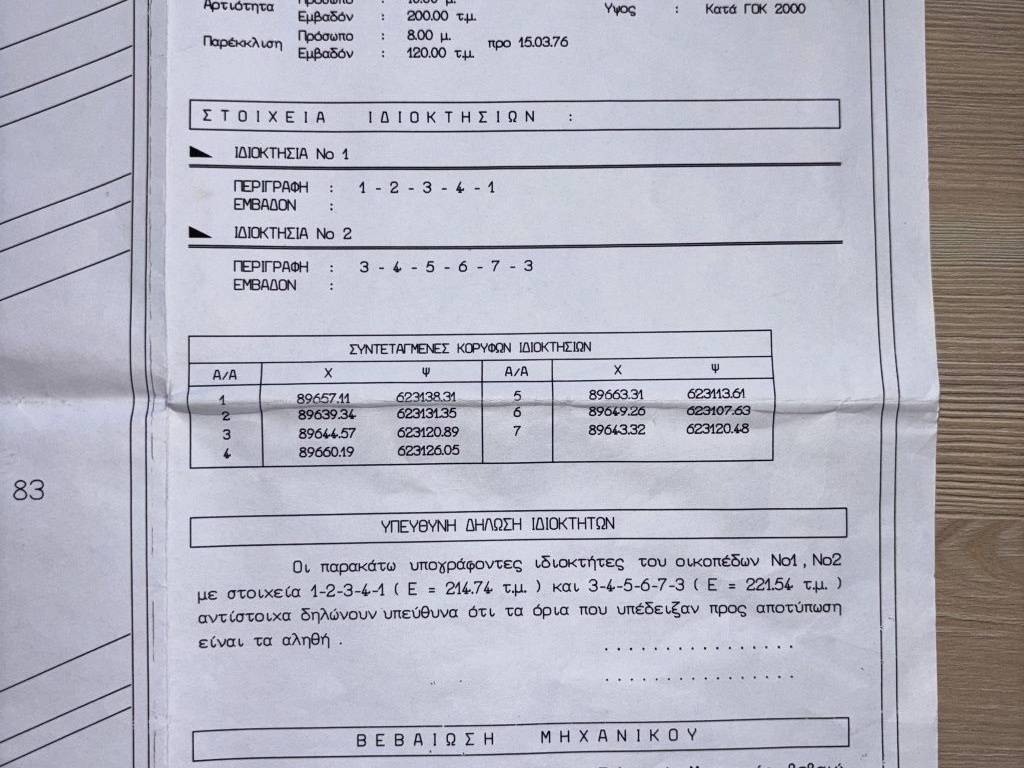 Αρτιότητα
Εμβαδόν : 200.00 τ.μ.
Υψος : Κατά ΓΟΚ 2000
Παρέκκλιση Πρόσωπο : 8.00 μ. προ 15.03.76
Εμβαδόν : 120.00 τ.μ.
ΣΤΟΙΧΕΙΑ ΙΔΙΟΚΤΗΣΙΩΝ :
ΙΔΙΟΚΤΗΣΙΑ Νο 1
ΠΕΡΙΓΡΑΦΗ : 1 - 2 - 3 - 4 - 1
ΕΜΒΑΔΟΝ :
ΙΔΙΟΚΤΗΣΙΑ Νο 2
ΠΕΡΙΓΡΑΦΗ : 3 - 4 - 5 - 6 - 7 - 3
ΕΜΒΑΔΟΝ :
ΣΥΝΤΕΤΑΓΜΕΝΕΣ ΚΟΡΥΦΩΝ ΙΔΙΟΚΤΗΣΙΩΝ
Α/Α Χ Ψ Α/Α Χ Ψ
1 89657.11 623138.31 5 89663.31 623113.61
2 89639.34 623131.35 6 89649.26 623107.63
3 89644.57 623120.89 7 89643.32 623120.48
4 89660.19 623126.05
83
ΥΠΕΥΘΥΝΗ ΔΗΛΩΣΗ ΙΔΙΟΚΤΗΤΩΝ
Οι παρακάτω υπογράφοντες ιδιοκτήτες του οικοπέδων Νο1 , Νο2
με στοιχεία 1-2-3-4-1 ( Ε = 214.74 τ.μ. ) και 3-4-5-6-7-3 ( Ε = 221.54 τ.μ. )
αντίστοιχα δηλώνουν υπεύθυνα ότι τα όρια που υπέδειξαν προς αποτύπωση
είναι τα αληθή .
. . . . . . . . . . . . . . . .
. . . . . . . . . . . . . . . .
ΒΕΒΑΙΩΣΗ ΜΗΧΑΝΙΚΟΥ